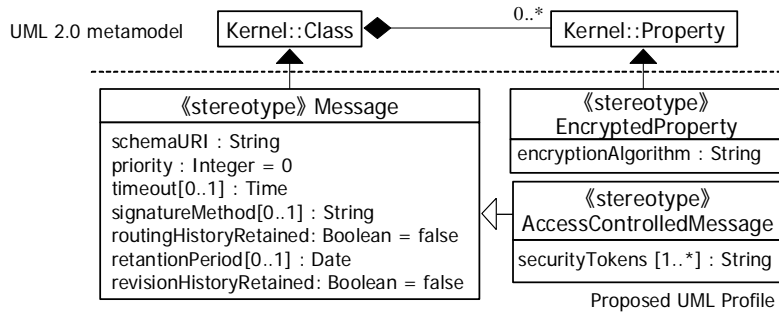 UML 2.0 metamodel
Kernel::Class
0..*
Kernel::Property
《stereotype》 Message
schemaURI : String
priority : Integer = 0
timeout[0..1] : Time
signatureMethod[0..1] : String
routingHistoryRetained: Boolean = false
retantionPeriod[0..1] : Date
revisionHistoryRetained: Boolean = false
《stereotype》
EncryptedProperty
encryptionAlgorithm : String
《stereotype》
AccessControlledMessage
securityTokens [1..*] : String
Proposed UML Profile